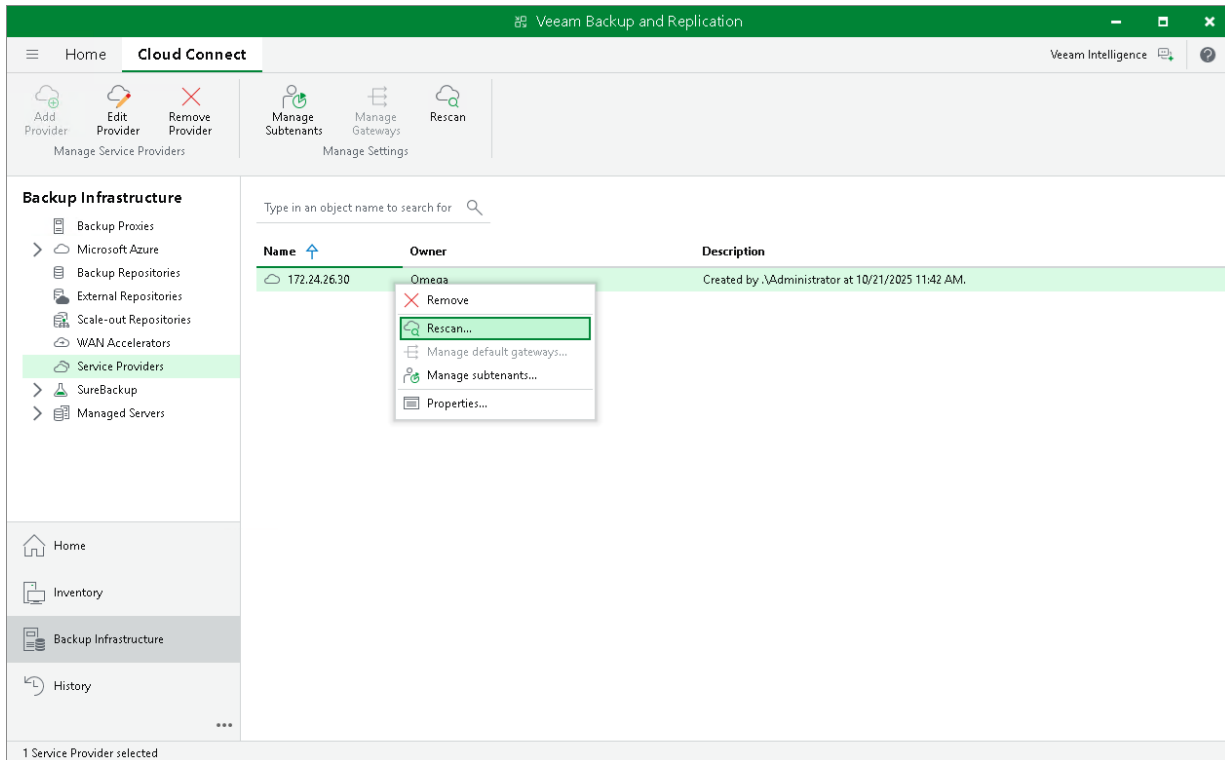 Veeam Backup and Replication
Home Cloud Connect Veeam Intelligence
Add Provider Edit Provider Remove Provider Manage Subtenants Manage Gateways Rescan
Manage Service Providers Manage Settings
Backup Infrastructure
Backup Proxies
Microsoft Azure
Backup Repositories
External Repositories
Scale-out Repositories
WAN Accelerators
Service Providers
SureBackup
Managed Servers
Home
Inventory
Backup Infrastructure
History
Type in an object name to search for
Name Owner Description
172.24.26.30 Omega Created by .\Administrator at 10/21/2025 11:42 AM.
Remove
Rescan...
Manage default gateways...
Manage subtenants...
Properties...
1 Service Provider selected